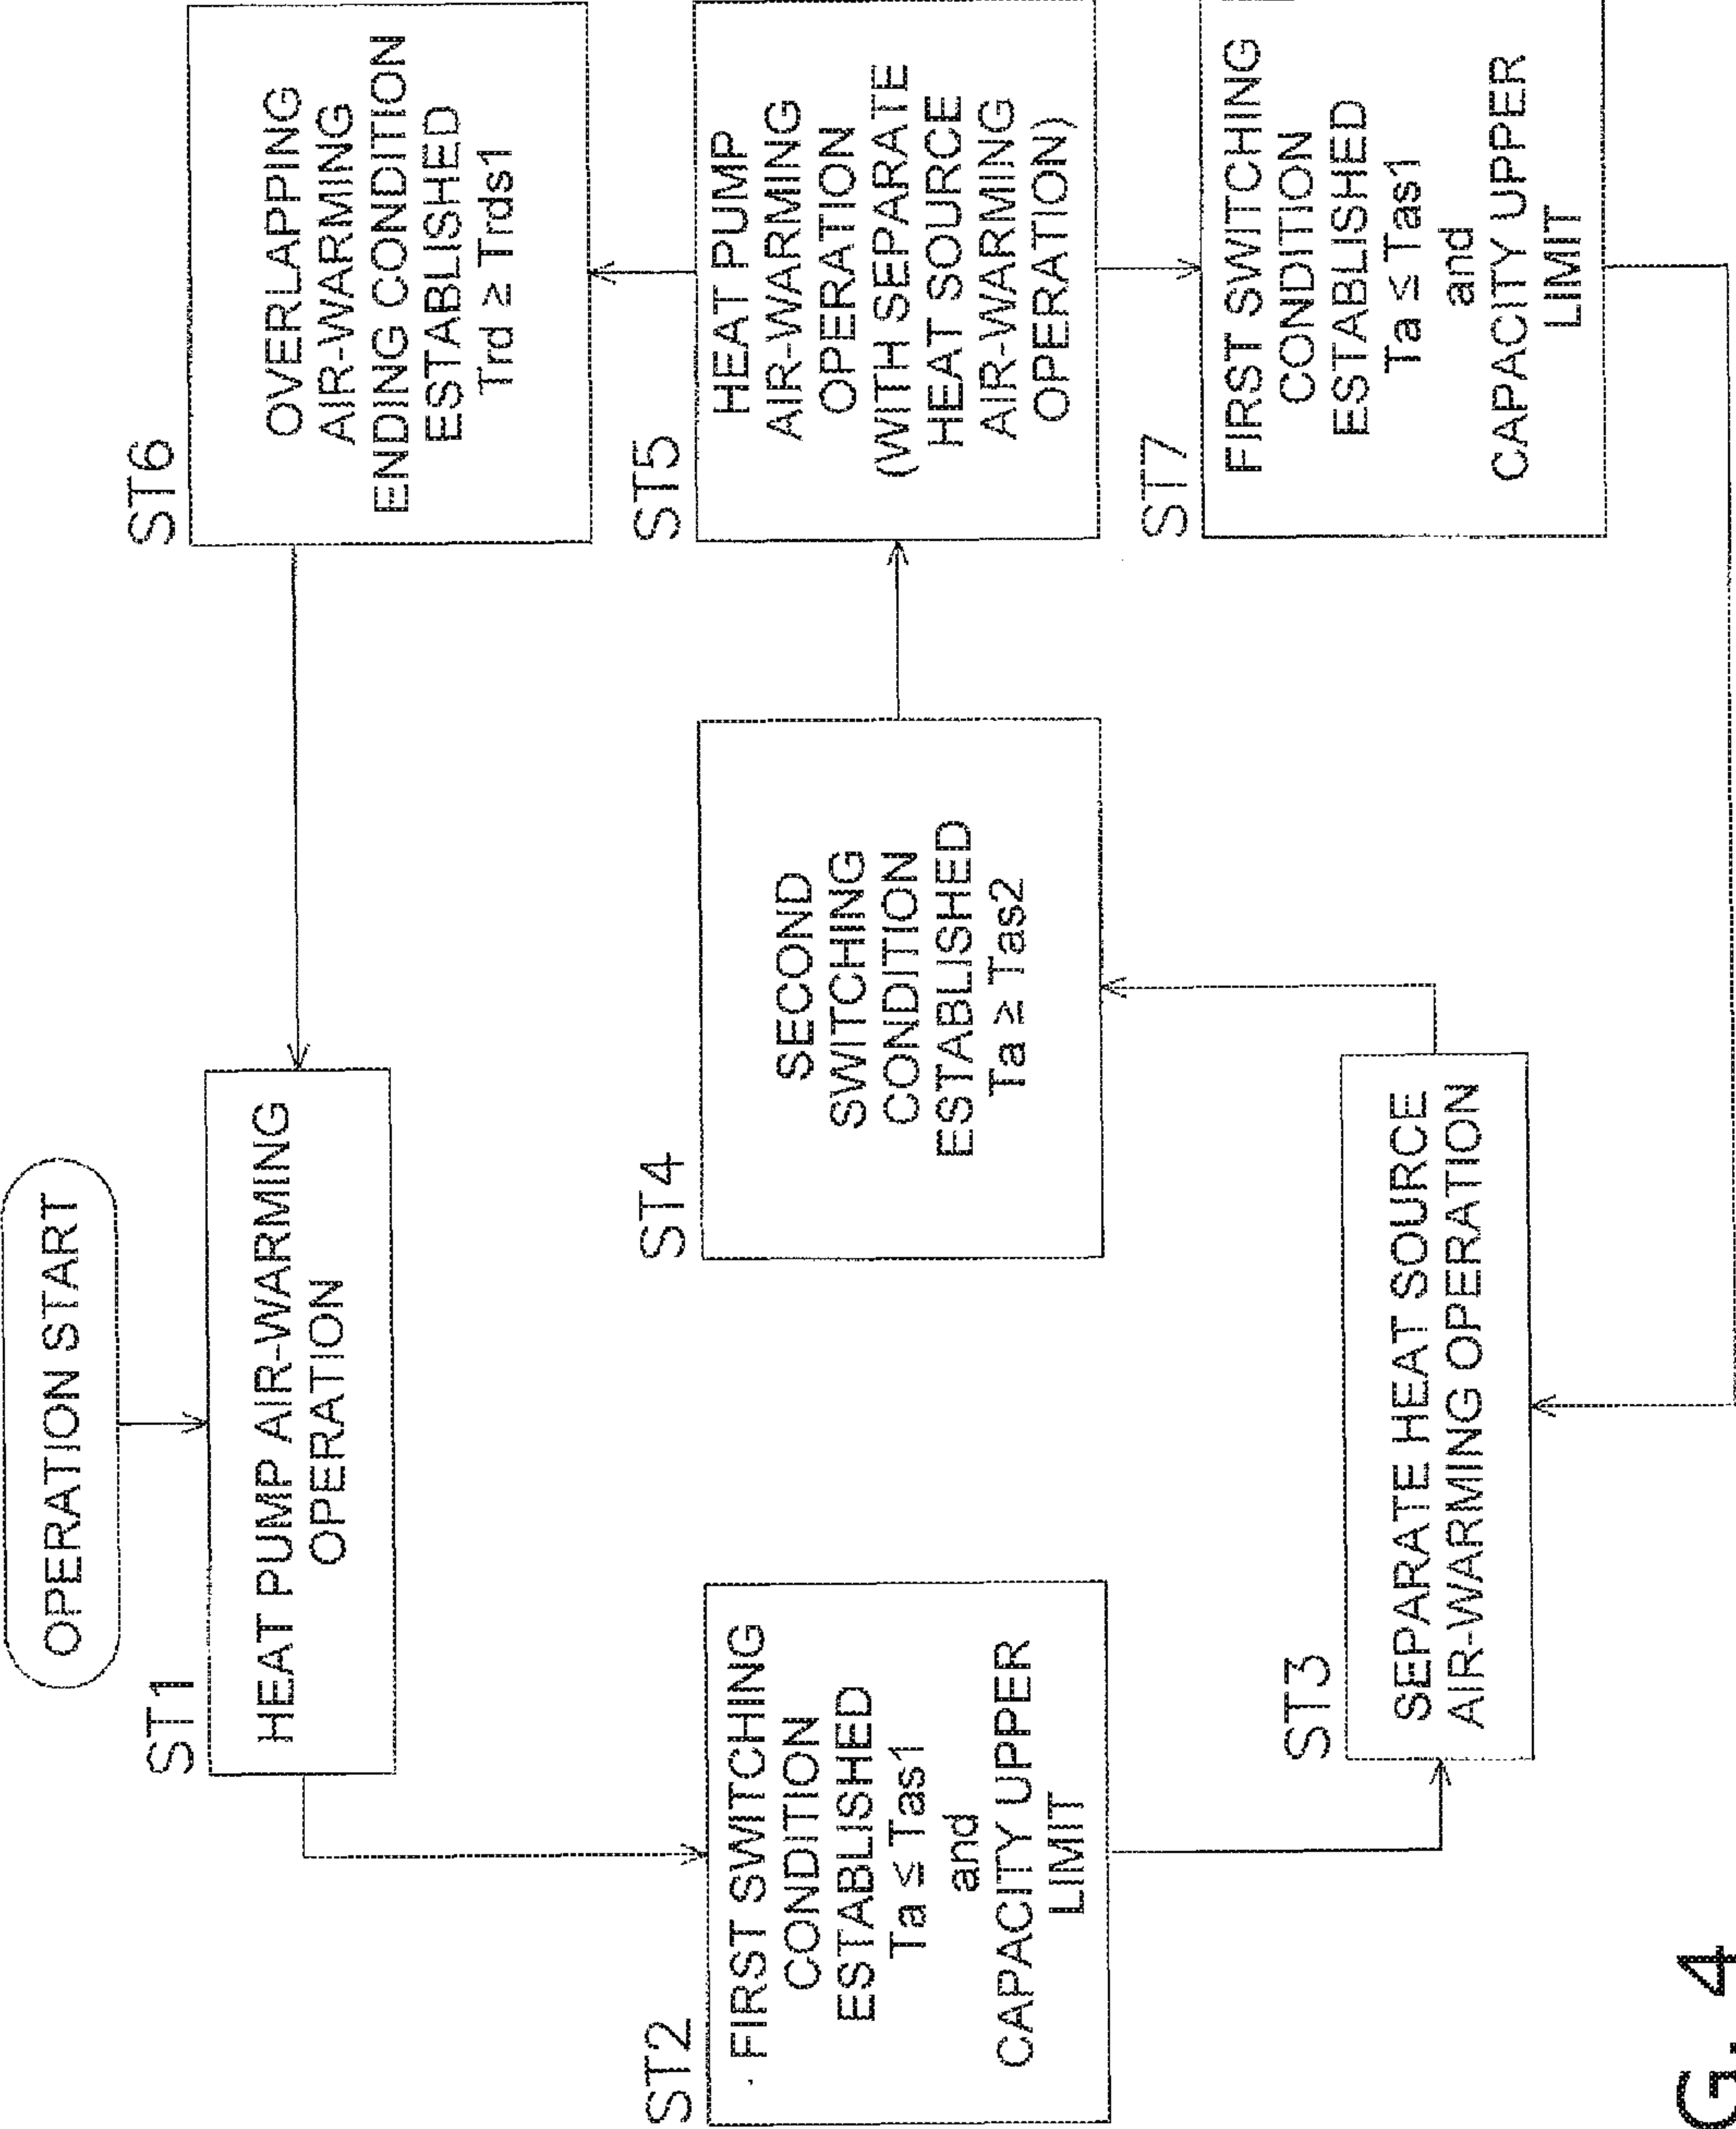 OPERATION START
ST1
HEAT PUMP AIR-WARMING
OPERATION
ST2
FIRST SWITCHING
CONDITION
ESTABLISHED
Ta ≤ Tas1
and
CAPACITY UPPER
LIMIT
ST3
SEPARATE HEAT SOURCE
AIR-WARMING OPERATION
ST4
SECOND
SWITCHING
CONDITION
ESTABLISHED
Ta ≥ Tas2
ST5
HEAT PUMP
AIR-WARMING
OPERATION
(WITH SEPARATE
HEAT SOURCE
AIR-WARMING
OPERATION)
ST6
OVERLAPPING
AIR-WARMING
ENDING CONDITION
ESTABLISHED
Trd ≥ Trds1
ST7
FIRST SWITCHING
CONDITION
ESTABLISHED
Ta ≤ Tas1
and
CAPACITY UPPER
LIMIT
G. 4